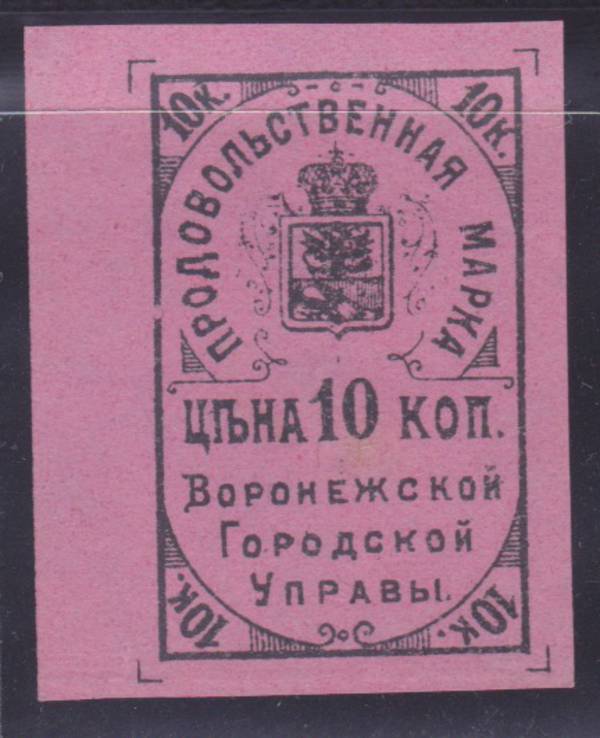 10К. 10К.
ПРОДОВОЛЬСТВЕННАЯ МАРКА
ЦѢНА 10 КОП.
ВОРОНЕЖСКОЙ
ГОРОДСКОЙ
УПРАВЫ.
10К. 10К.